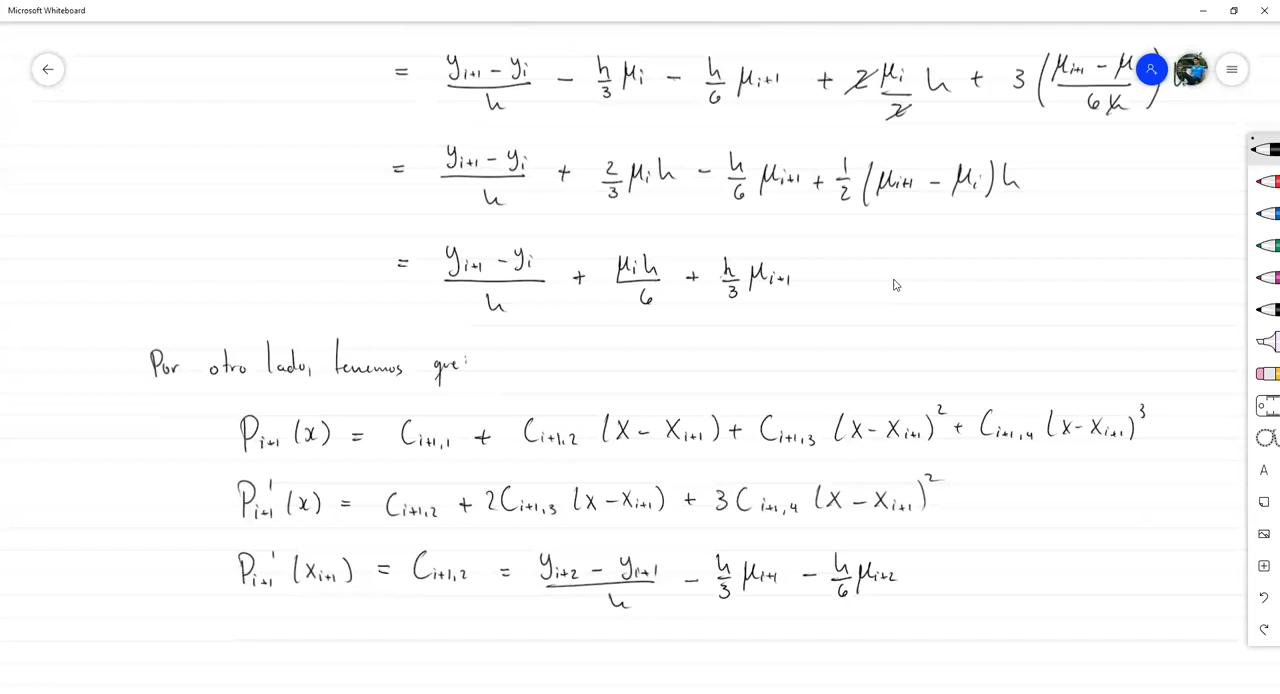 Microsoft Whiteboard
= (y_{i+1} - y_i)/h - h/3 μ_i - h/6 μ_{i+1} + 2 μ_i/2 h + 3 ((μ_{i+1} - μ)/6h)
= (y_{i+1} - y_i)/h + 2/3 μ_i h - h/6 μ_{i+1} + 1/2 (μ_{i+1} - μ_i) h
= (y_{i+1} - y_i)/h + μ_i h/6 + h/3 μ_{i+1}
Por otro lado, tenemos que:
P_{i+1}(x) = C_{i+1,1} + C_{i+1,2} (x - x_{i+1}) + C_{i+1,3} (x - x_{i+1})^2 + C_{i+1,4} (x - x_{i+1})^3
P_{i+1}'(x) = C_{i+1,2} + 2C_{i+1,3} (x - x_{i+1}) + 3C_{i+1,4} (x - x_{i+1})^2
P_{i+1}'(x_{i+1}) = C_{i+1,2} = (y_{i+2} - y_{i+1})/h - h/3 μ_{i+1} - h/6 μ_{i+2}
A